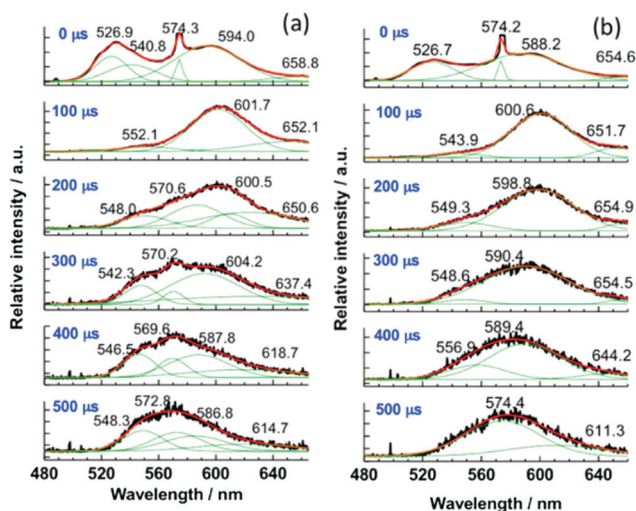 (a)
Relative intensity / a.u.
0 µs
526.9
540.8
574.3
594.0
658.8
100 µs
552.1
601.7
652.1
200 µs
548.0
570.6
600.5
650.6
300 µs
542.3
570.2
604.2
637.4
400 µs
546.5
569.6
587.8
618.7
500 µs
548.3
572.8
586.8
614.7
480 520 560 600 640
Wavelength / nm
(b)
Relative intensity / a.u.
0 µs
526.7
574.2
588.2
654.6
100 µs
543.9
600.6
651.7
200 µs
549.3
598.8
654.9
300 µs
548.6
590.4
654.5
400 µs
556.9
589.4
644.2
500 µs
574.4
611.3
480 520 560 600 640
Wavelength / nm